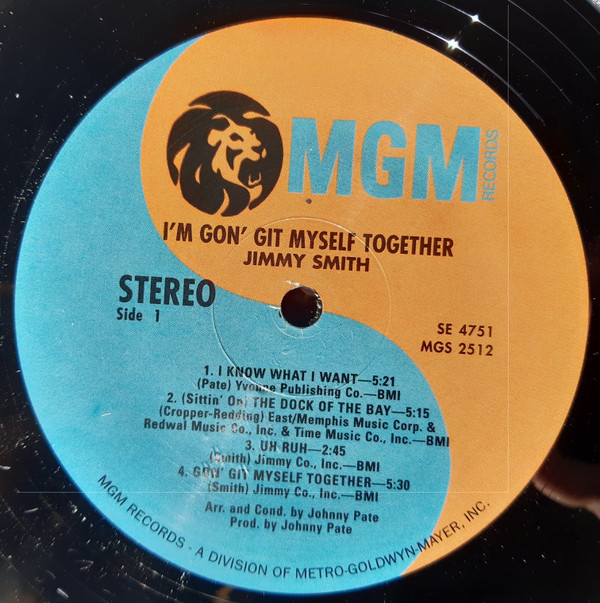 MGM
RECORDS
I'M GON' GIT MYSELF TOGETHER
JIMMY SMITH
STEREO
Side 1
SE 4751
MGS 2512
1. I KNOW WHAT I WANT—5:21
(Pate) Yvonne Publishing Co.—BMI
2. (Sittin' On) THE DOCK OF THE BAY—5:15
(Cropper-Redding) East/Memphis Music Corp. &
Redwal Music Co., Inc. & Time Music Co., Inc.—BMI
3. UH RUH—2:45
(Smith) Jimmy Co., Inc.—BMI
4. GON' GIT MYSELF TOGETHER—5:30
(Smith) Jimmy Co., Inc.—BMI
Arr. and Cond. by Johnny Pate
Prod. by Johnny Pate
MGM RECORDS · A DIVISION OF METRO-GOLDWYN-MAYER, INC.